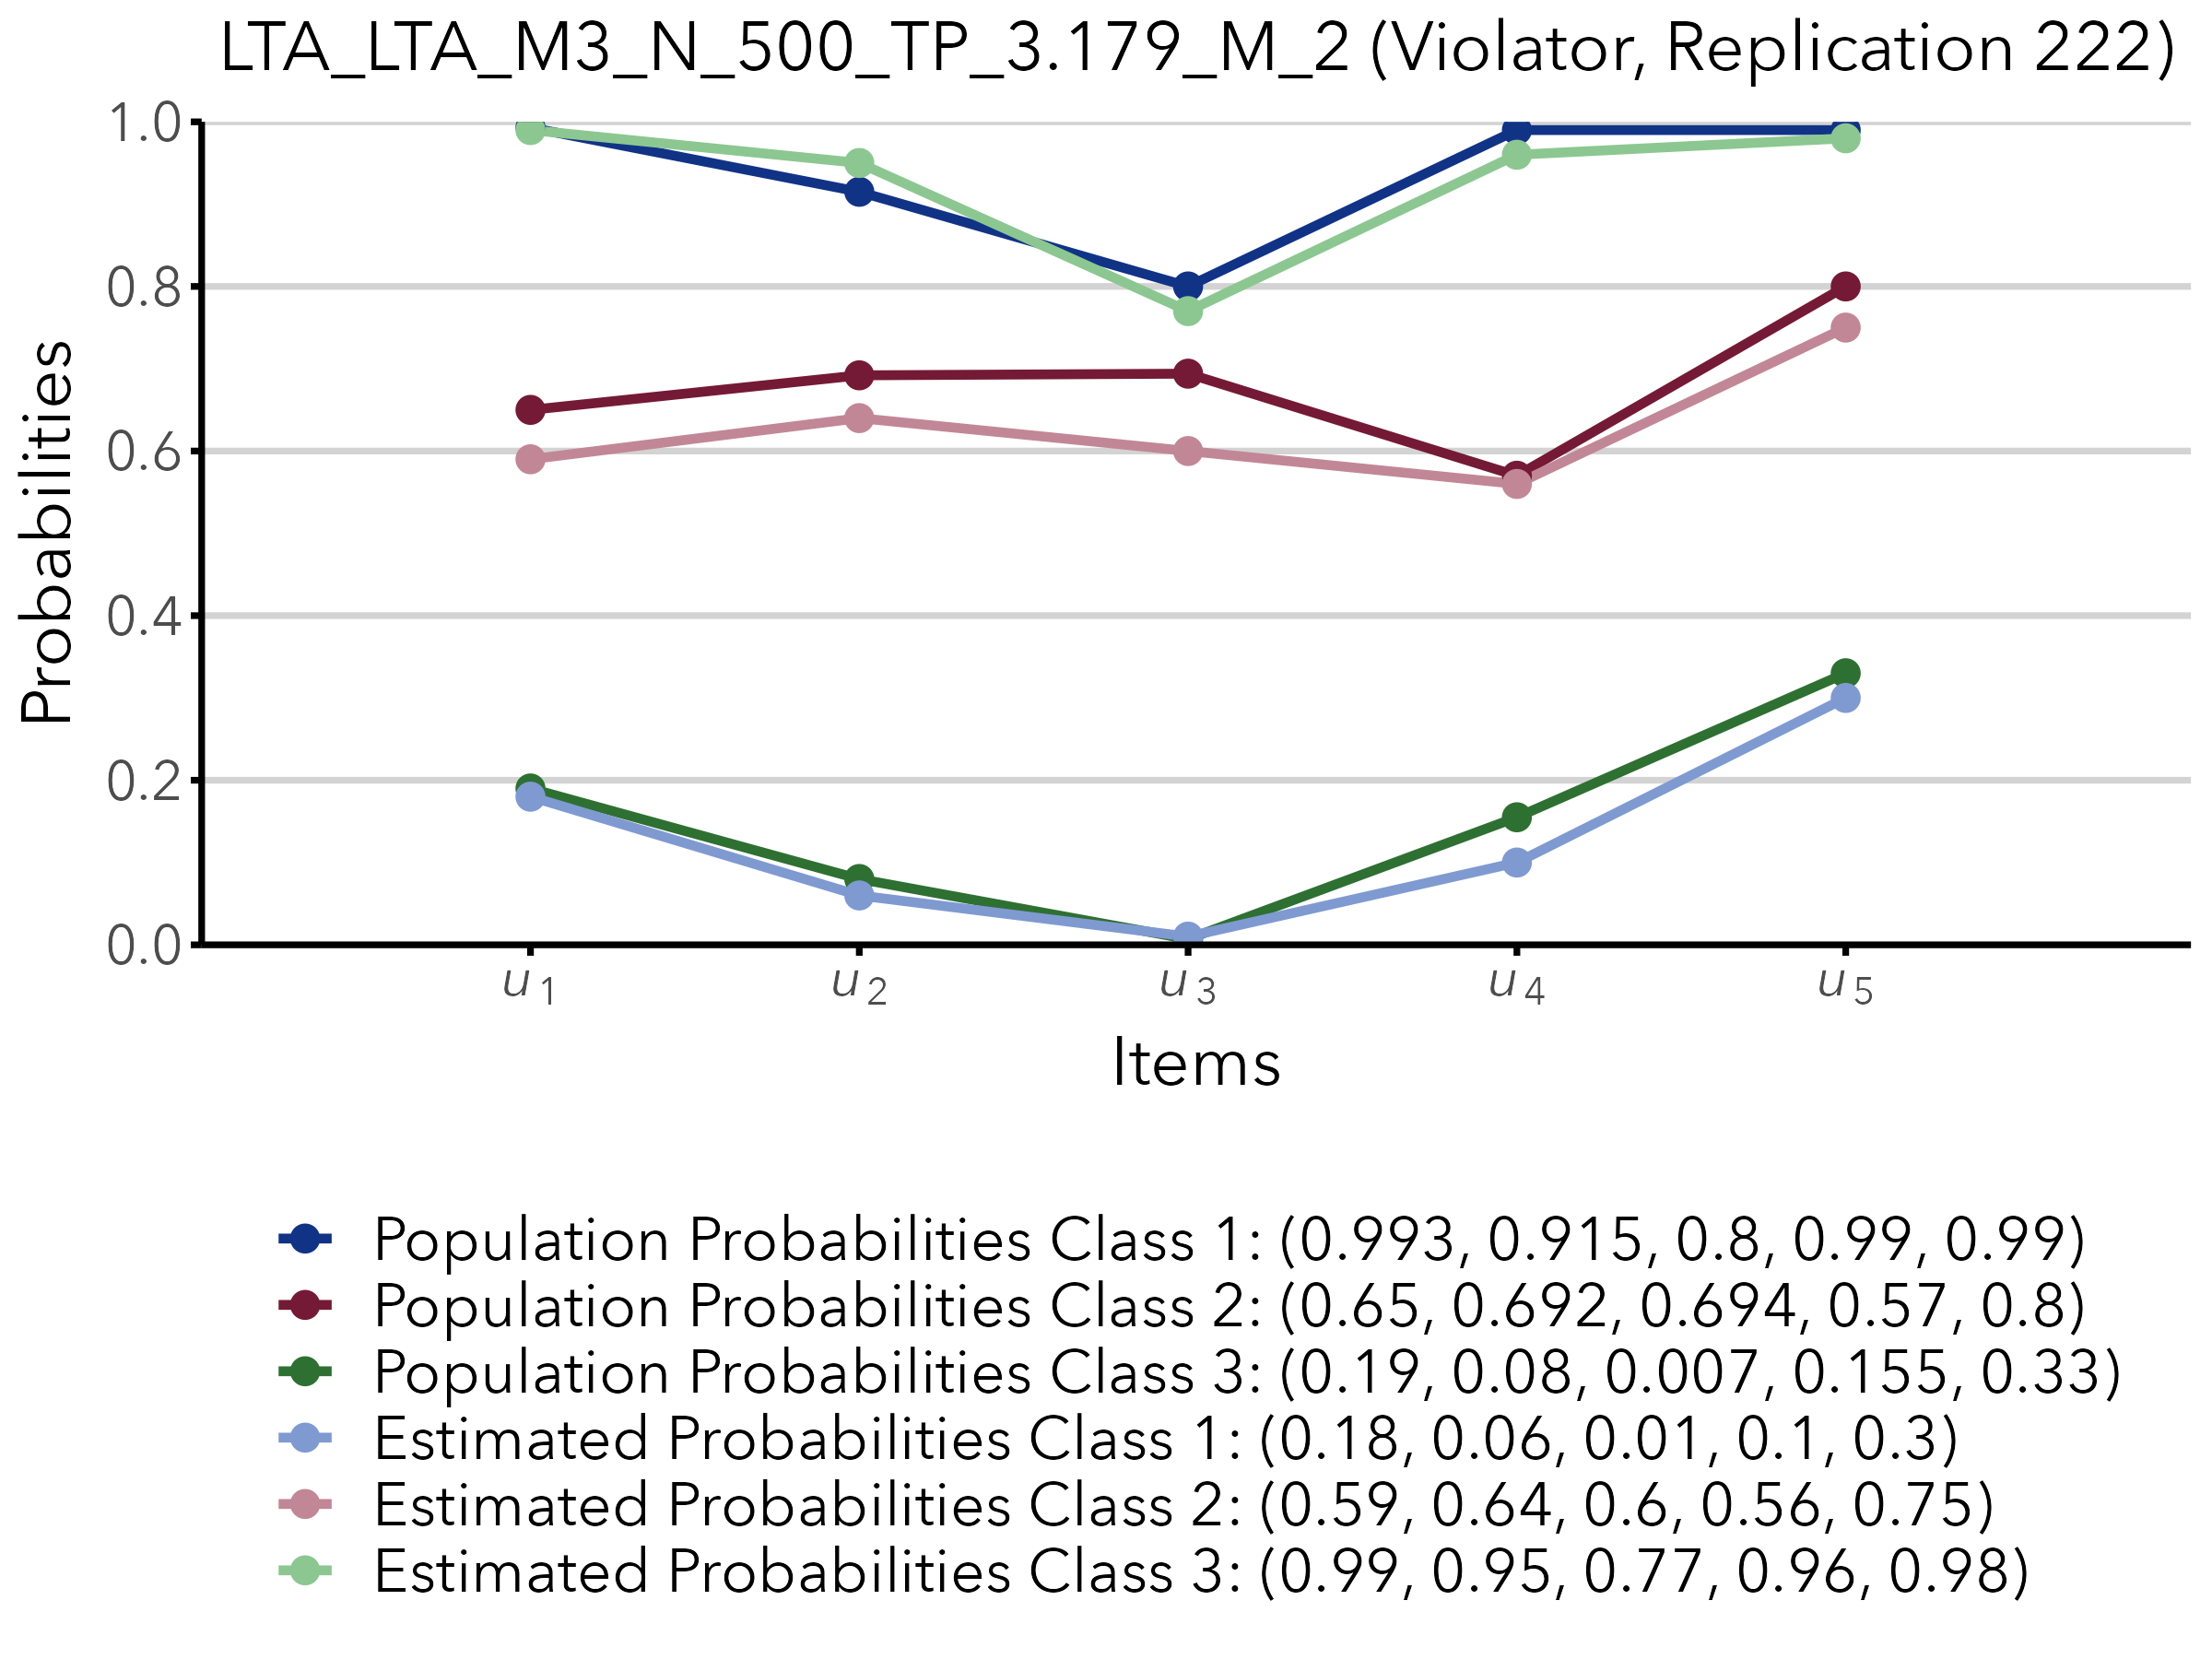 LTA_LTA_M3_N_500_TP_3.179_M_2 (Violator, Replication 222)
1.0
0.8
0.6
0.4
0.2
0.0
Probabilities
u1 u2 u3 u4 u5
Items
Population Probabilities Class 1: (0.993, 0.915, 0.8, 0.99, 0.99)
Population Probabilities Class 2: (0.65, 0.692, 0.694, 0.57, 0.8)
Population Probabilities Class 3: (0.19, 0.08, 0.007, 0.155, 0.33)
Estimated Probabilities Class 1: (0.18, 0.06, 0.01, 0.1, 0.3)
Estimated Probabilities Class 2: (0.59, 0.64, 0.6, 0.56, 0.75)
Estimated Probabilities Class 3: (0.99, 0.95, 0.77, 0.96, 0.98)